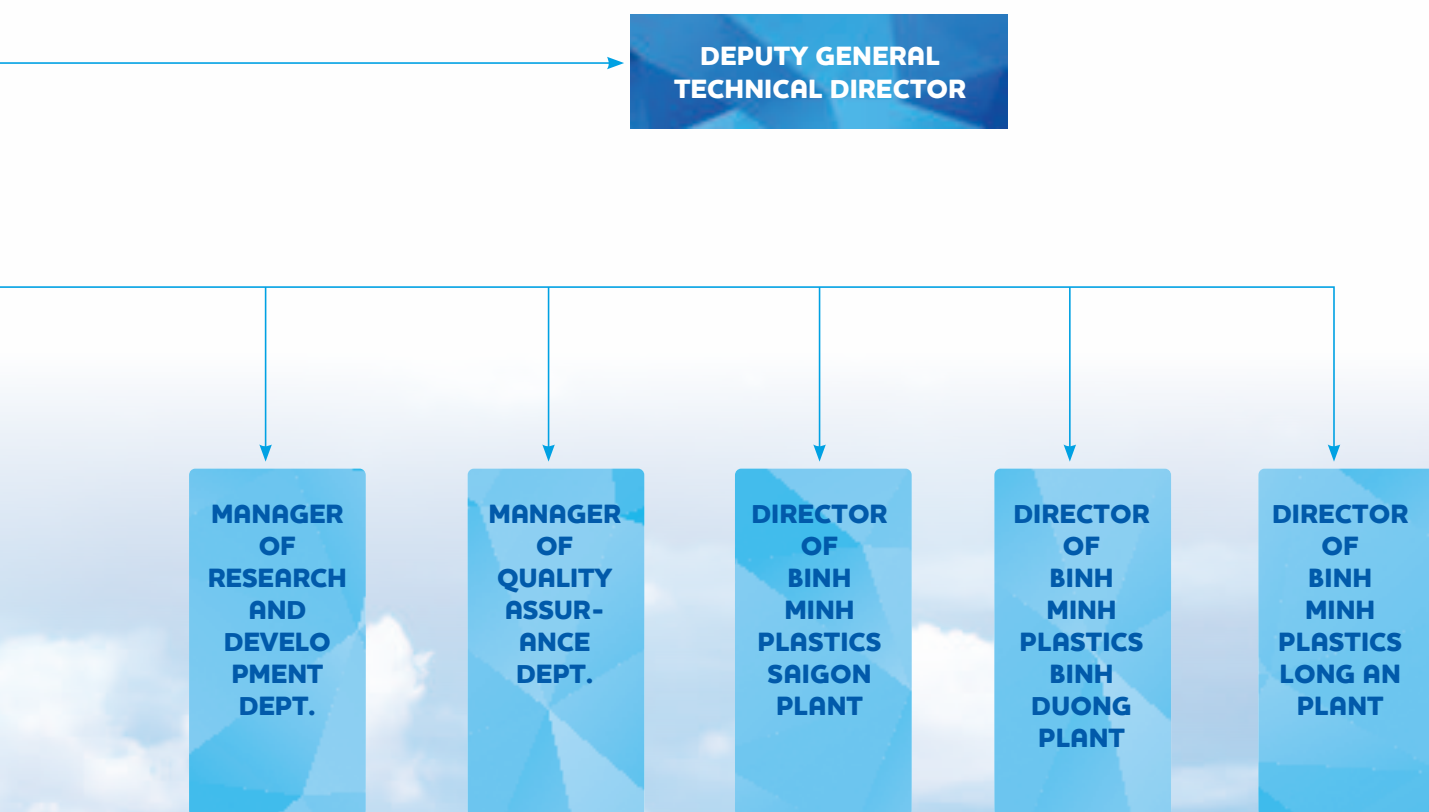 DEPUTY GENERAL
TECHNICAL DIRECTOR
MANAGER
OF
RESEARCH
AND
DEVELO
PMENT
DEPT.
MANAGER
OF
QUALITY
ASSUR-
ANCE
DEPT.
DIRECTOR
OF
BINH
MINH
PLASTICS
SAIGON
PLANT
DIRECTOR
OF
BINH
MINH
PLASTICS
BINH
DUONG
PLANT
DIRECTOR
OF
BINH
MINH
PLASTICS
LONG AN
PLANT